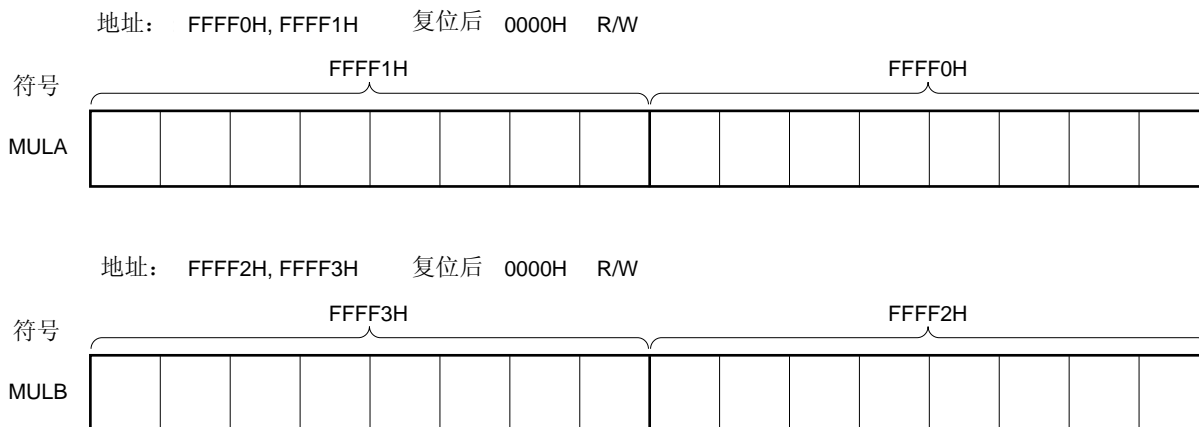 地址： FFFF0H, FFFF1H 复位后 0000H R/W
符号 FFFF1H FFFF0H
MULA
地址： FFFF2H, FFFF3H 复位后 0000H R/W
符号 FFFF3H FFFF2H
MULB